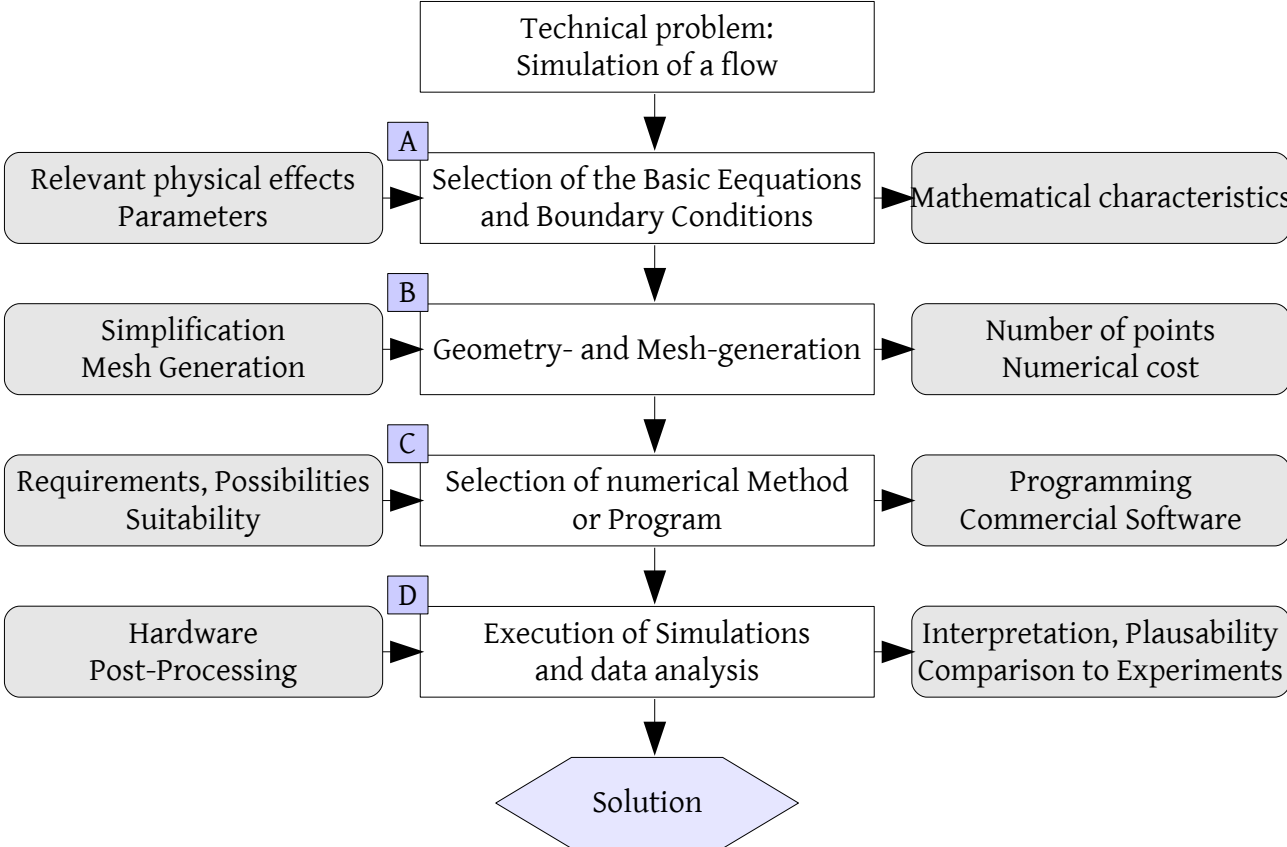 Technical problem:
Simulation of a flow
A
Relevant physical effects
Parameters
Selection of the Basic Eequations
and Boundary Conditions
Mathematical characteristics
B
Simplification
Mesh Generation
Geometry- and Mesh-generation
Number of points
Numerical cost
C
Requirements, Possibilities
Suitability
Selection of numerical Method
or Program
Programming
Commercial Software
D
Hardware
Post-Processing
Execution of Simulations
and data analysis
Interpretation, Plausability
Comparison to Experiments
Solution